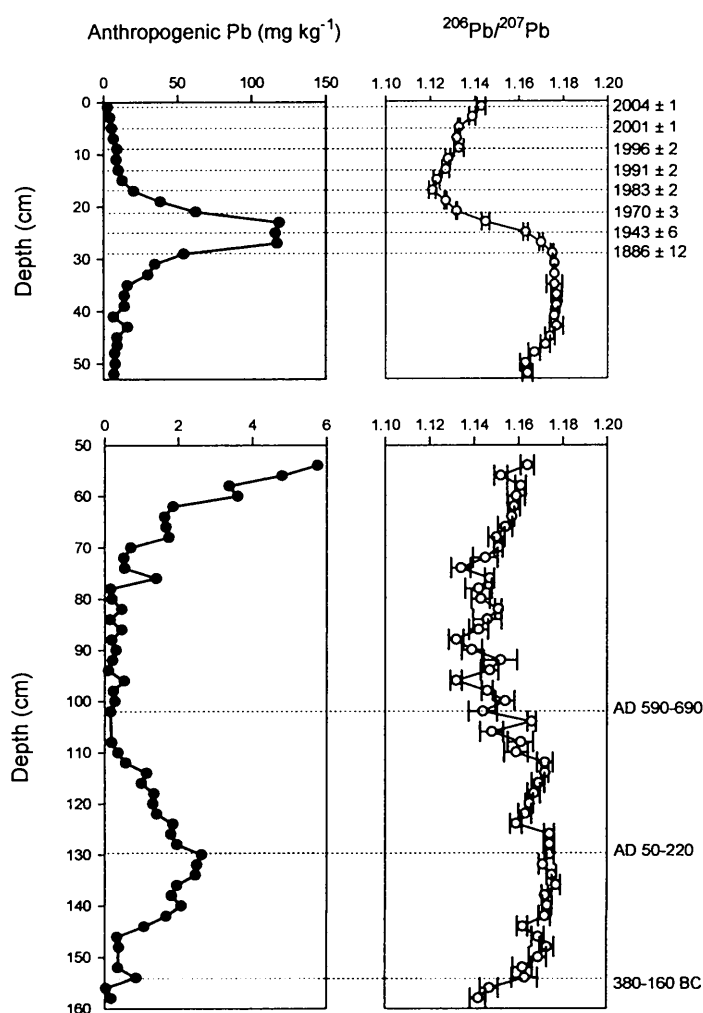 Anthropogenic Pb (mg kg⁻¹)
²⁰⁶Pb/²⁰⁷Pb
0 50 100 150
1.10 1.12 1.14 1.16 1.18 1.20
Depth (cm)
0
10
20
30
40
50
2004 ± 1
2001 ± 1
1996 ± 2
1991 ± 2
1983 ± 2
1970 ± 3
1943 ± 6
1886 ± 12
0 2 4 6
1.10 1.12 1.14 1.16 1.18 1.20
Depth (cm)
50
60
70
80
90
100
110
120
130
140
150
160
AD 590-690
AD 50-220
380-160 BC